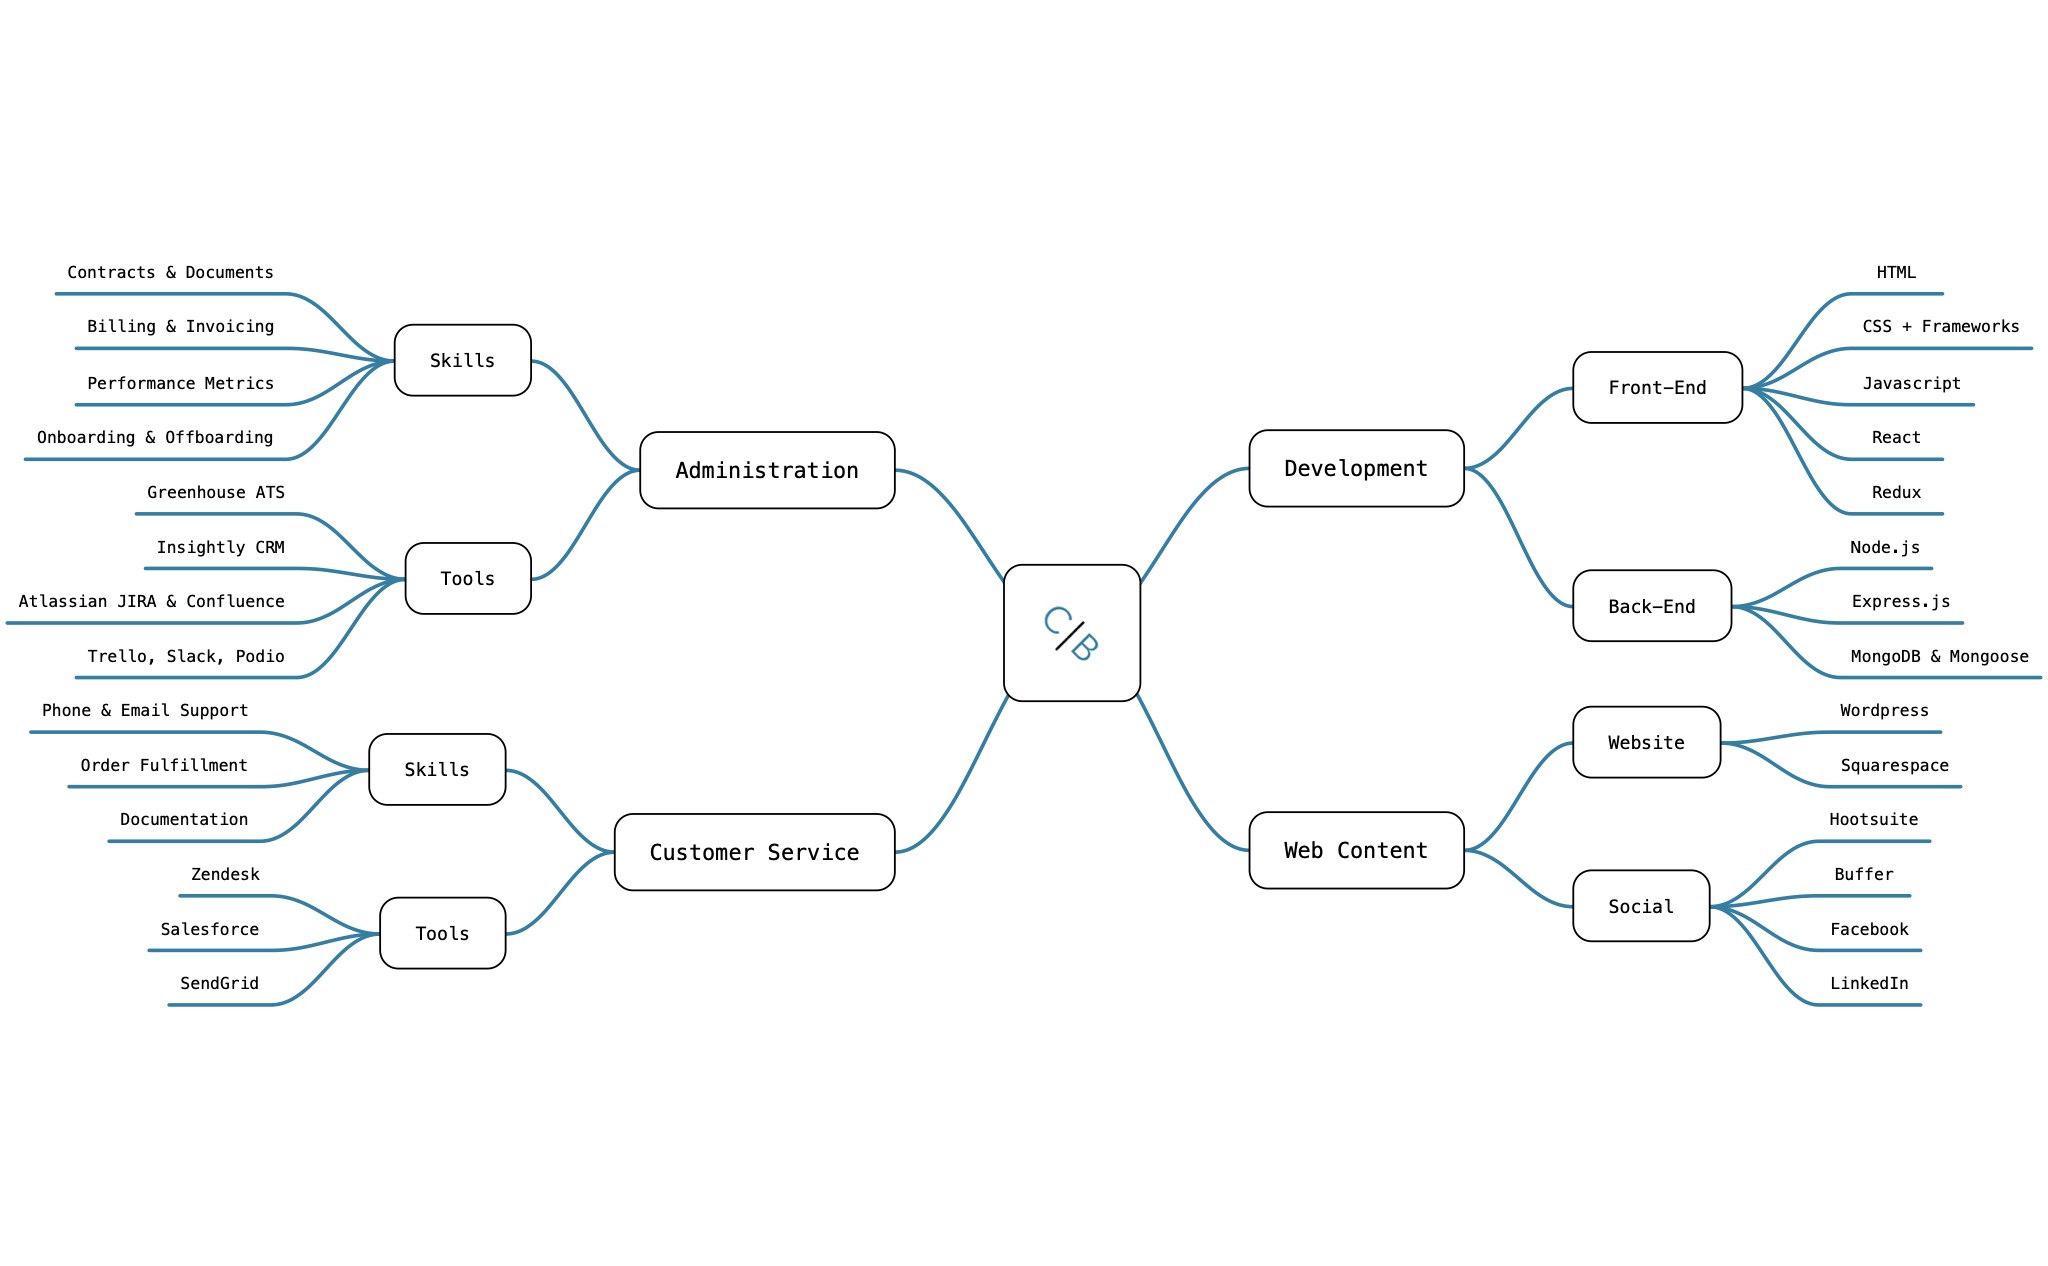 Contracts & Documents
Billing & Invoicing
Performance Metrics
Onboarding & Offboarding
Skills
Greenhouse ATS
Insightly CRM
Atlassian JIRA & Confluence
Trello, Slack, Podio
Tools
Administration
Phone & Email Support
Order Fulfillment
Documentation
Skills
Zendesk
Salesforce
SendGrid
Tools
Customer Service
C/B
Development
Front-End
HTML
CSS + Frameworks
Javascript
React
Redux
Back-End
Node.js
Express.js
MongoDB & Mongoose
Web Content
Website
Wordpress
Squarespace
Social
Hootsuite
Buffer
Facebook
LinkedIn